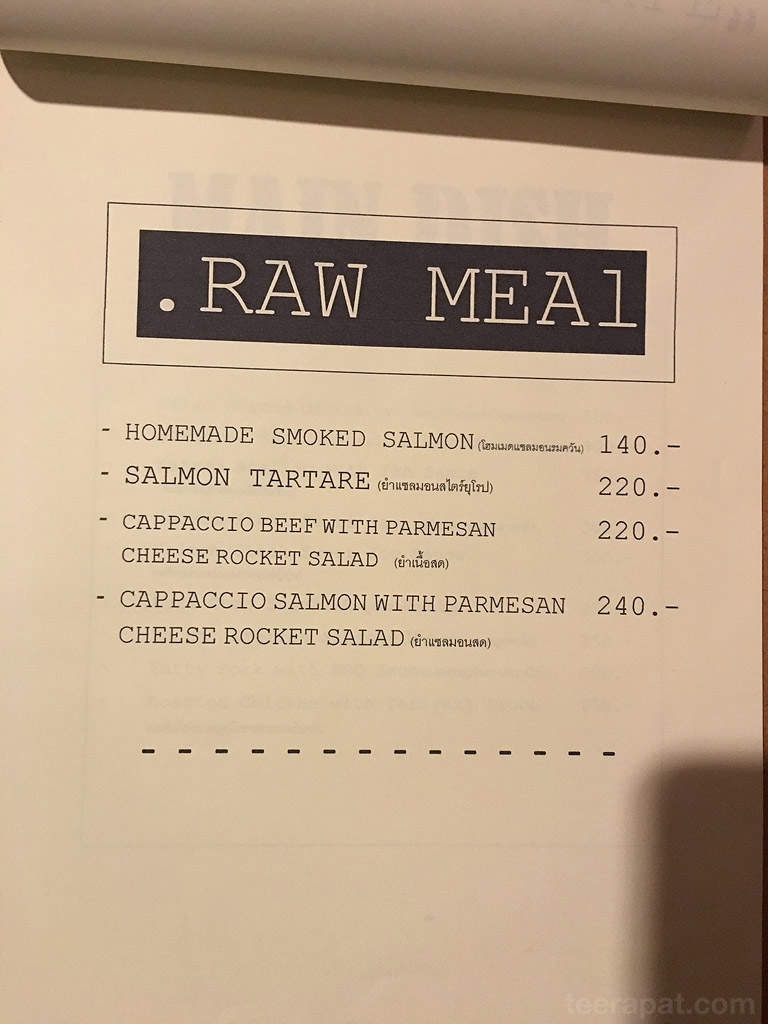 .RAW MEAl
- HOMEMADE SMOKED SALMON (โฮมเมดแซลมอนรมควัน) 140.-
- SALMON TARTARE (ยำแซลมอนสไตร์ยุโรป) 220.-
- CAPPACCIO BEEF WITH PARMESAN 220.-
CHEESE ROCKET SALAD (ยำเนื้อสด)
- CAPPACCIO SALMON WITH PARMESAN 240.-
CHEESE ROCKET SALAD (ยำแซลมอนสด)
- - - - - - - - - - - - - -
MAIN DISH
teerapat.com